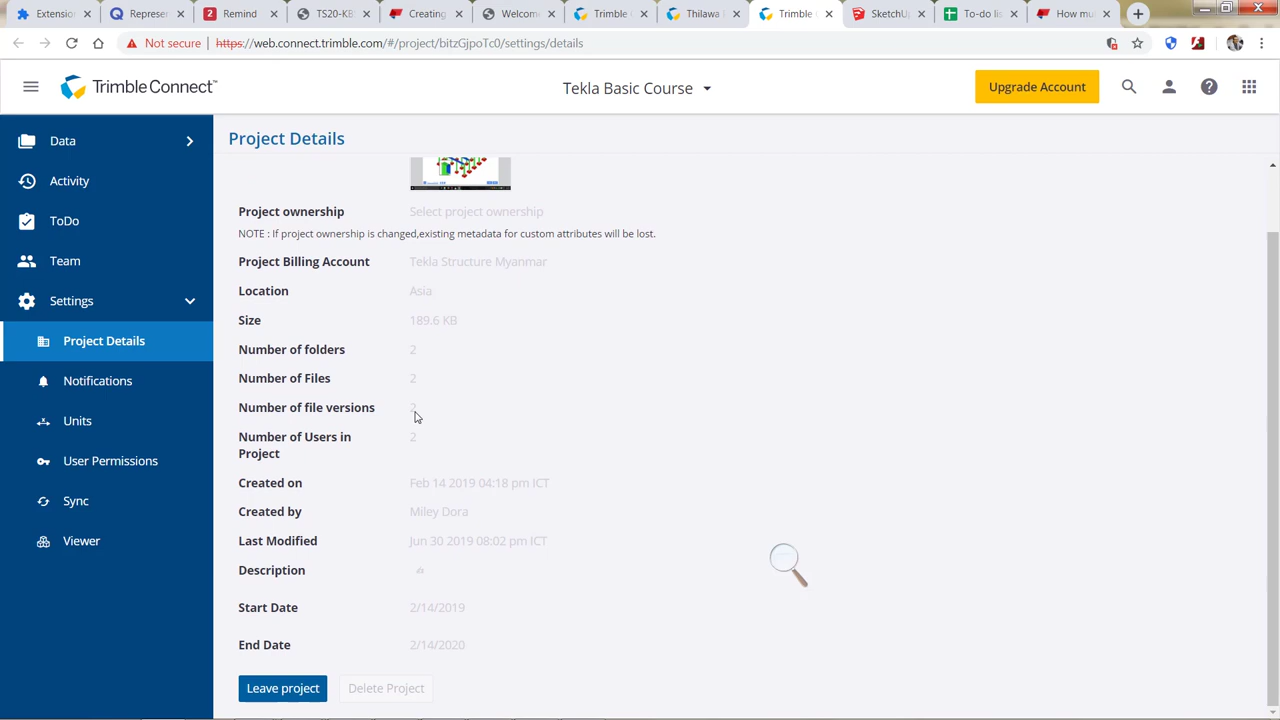 Extension
Represen
Remind
TS20-KB
Creating
Welcome
Trimble
Thilawa
Trimble
SketchUp
To-do lis
How mu
Not secure
https://web.connect.trimble.com/#/project/bitzGjpoTc0/settings/details
Trimble Connect™
Tekla Basic Course
Upgrade Account
Data
Activity
ToDo
Team
Settings
Project Details
Notifications
Units
User Permissions
Sync
Viewer
Project Details
Project ownership Select project ownership
NOTE : If project ownership is changed,existing metadata for custom attributes will be lost.
Project Billing Account Tekla Structure Myanmar
Location Asia
Size 189.6 KB
Number of folders 2
Number of Files 2
Number of file versions 2
Number of Users in 2
Project
Created on Feb 14 2019 04:18 pm ICT
Created by Miley Dora
Last Modified Jun 30 2019 08:02 pm ICT
Description
Start Date 2/14/2019
End Date 2/14/2020
Leave project Delete Project